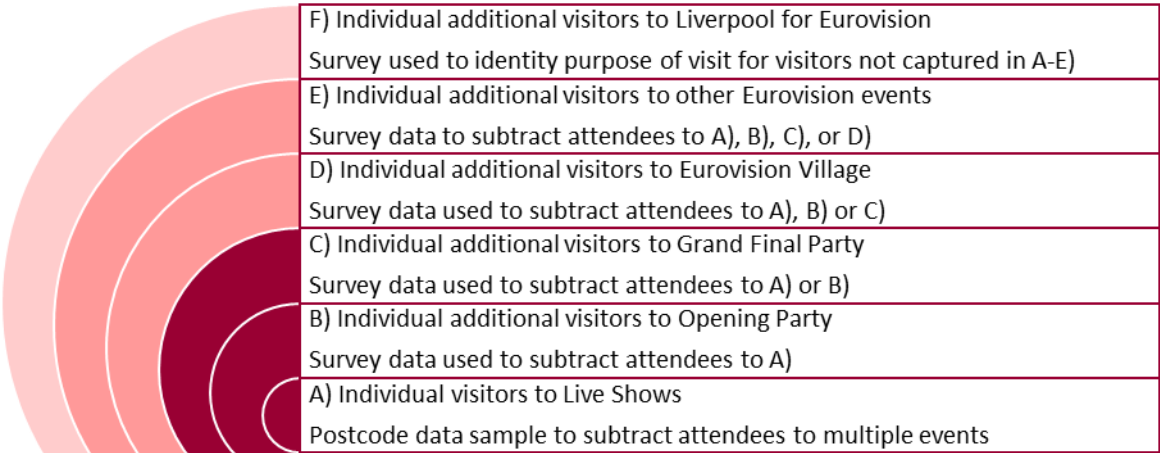 F) Individual additional visitors to Liverpool for Eurovision
Survey used to identity purpose of visit for visitors not captured in A-E)
E) Individual additional visitors to other Eurovision events
Survey data to subtract attendees to A), B), C), or D)
D) Individual additional visitors to Eurovision Village
Survey data used to subtract attendees to A), B) or C)
C) Individual additional visitors to Grand Final Party
Survey data used to subtract attendees to A) or B)
B) Individual additional visitors to Opening Party
Survey data used to subtract attendees to A)
A) Individual visitors to Live Shows
Postcode data sample to subtract attendees to multiple events